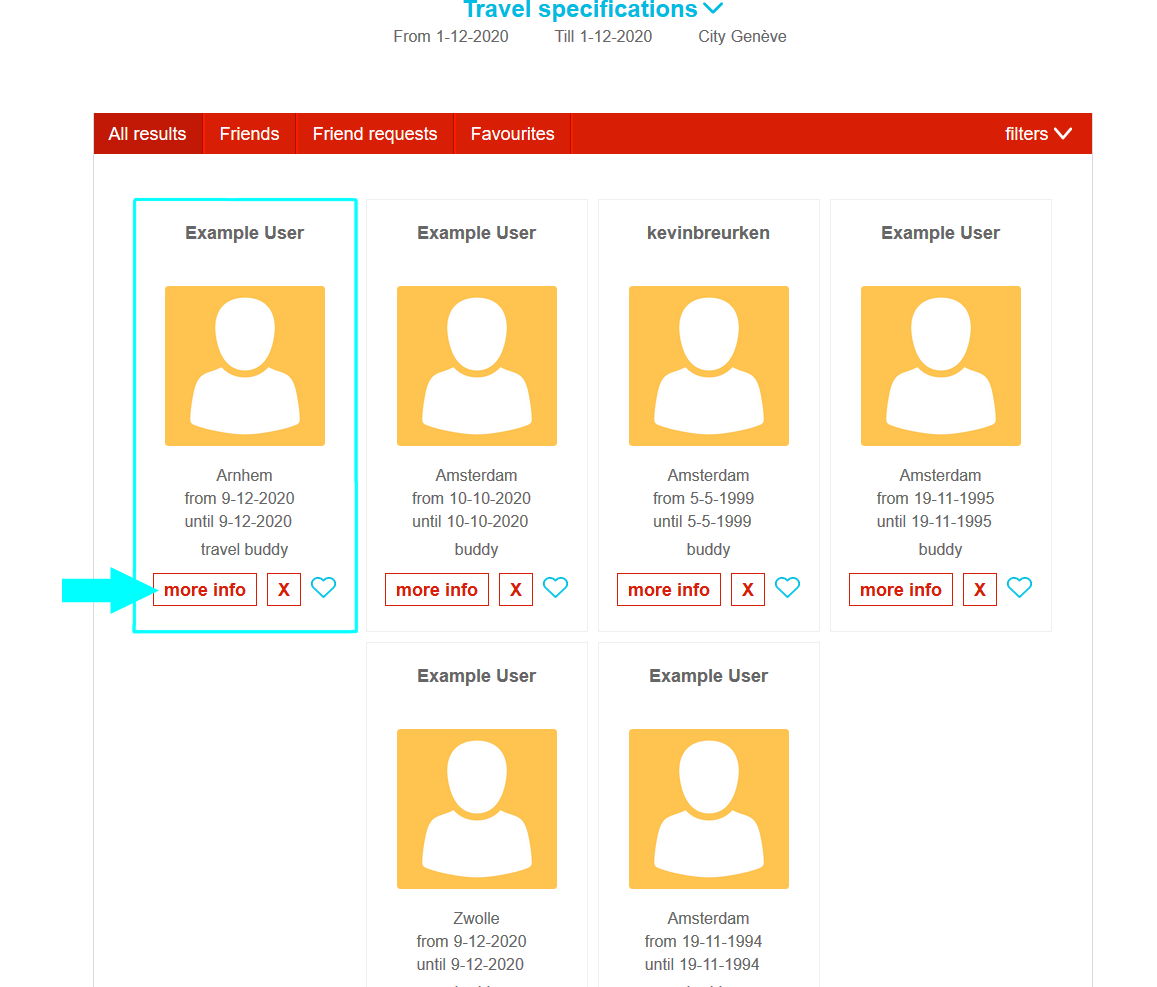 Travel specifications
From 1-12-2020 Till 1-12-2020 City Genève
All results Friends Friend requests Favourites filters
Example User
Arnhem
from 9-12-2020
until 9-12-2020
travel buddy
more info X
Example User
Amsterdam
from 10-10-2020
until 10-10-2020
buddy
more info X
kevinbreurken
Amsterdam
from 5-5-1999
until 5-5-1999
buddy
more info X
Example User
Amsterdam
from 19-11-1995
until 19-11-1995
buddy
more info X
Example User
Zwolle
from 9-12-2020
until 9-12-2020
Example User
Amsterdam
from 19-11-1994
until 19-11-1994